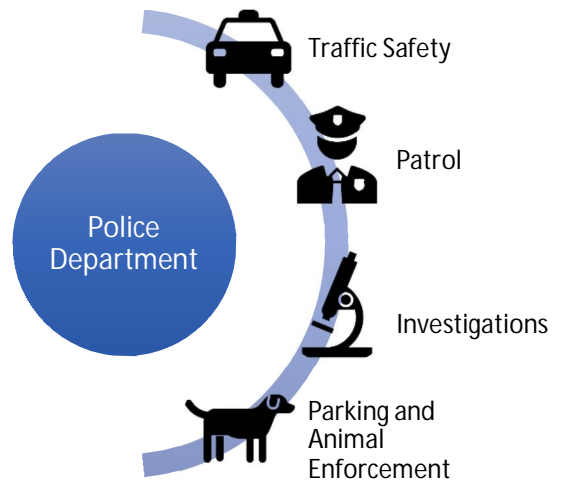 Traffic Safety
Patrol
Police
Department
Investigations
Parking and
Animal
Enforcement